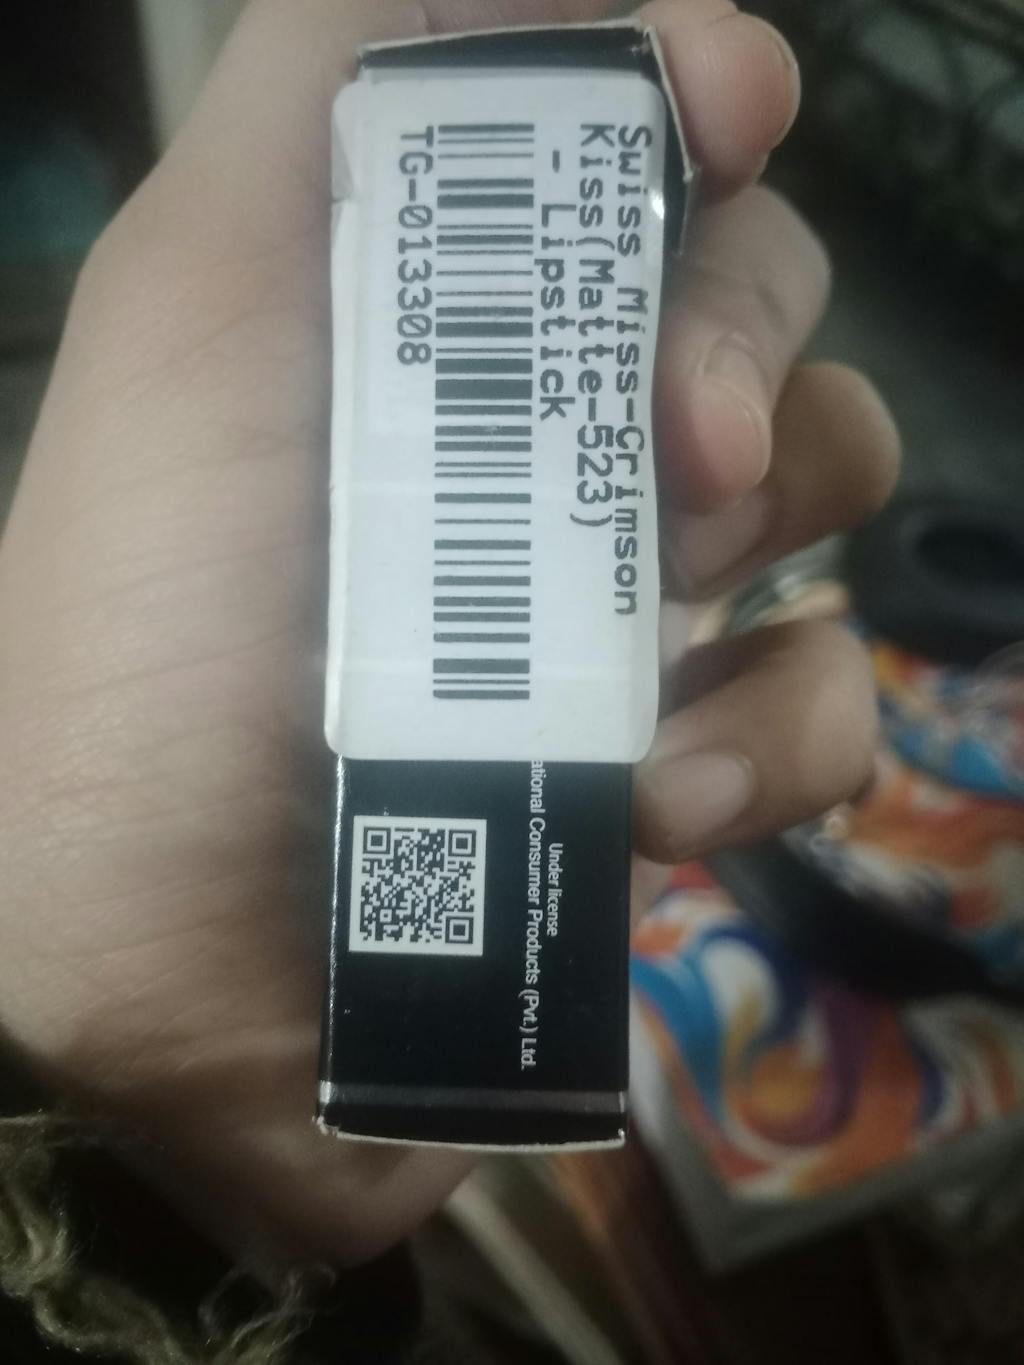 Swiss Miss-Crimson
Kiss(Matte-523)
- Lipstick
TG-013308
Under license
ational Consumer Products (Pvt.) Ltd.